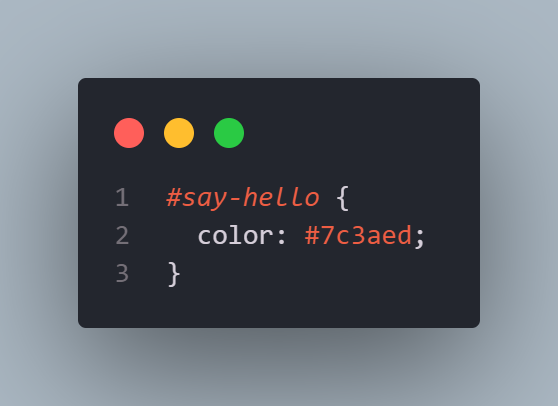 1 #say-hello {
2   color: #7c3aed;
3 }